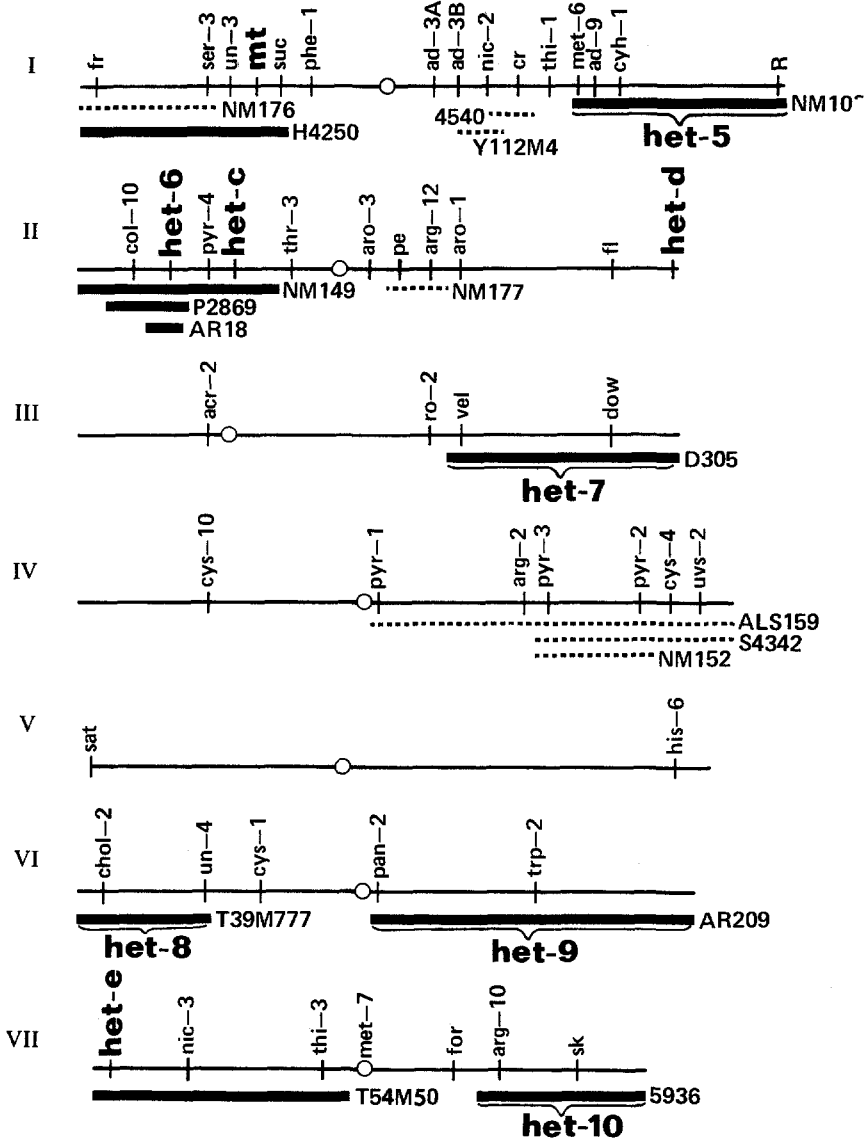 I
fr
ser–3
un–3
mt
suc
phe–1
ad–3A
ad–3B
nic–2
cr
thi–1
met–6
ad–9
cyh–1
R
NM176
H4250
4540
Y112M4
het-5
II
col–10
het-6
pyr–4
het-c
thr–3
aro–3
pe
arg–12
aro–1
fl
het-d
NM149
P2869
AR18
NM177
III
acr–2
ro–2
vel
dow
D305
het-7
IV
cys–10
pyr–1
arg–2
pyr–3
pyr–2
cys–4
uvs–2
ALS159
S4342
NM152
V
sat
his–6
VI
chol–2
un–4
cys–1
pan–2
trp–2
T39M777
AR209
het-8
het-9
VII
het-e
nic–3
thi–3
met–7
for
arg–10
sk
T54M50
5936
het-10